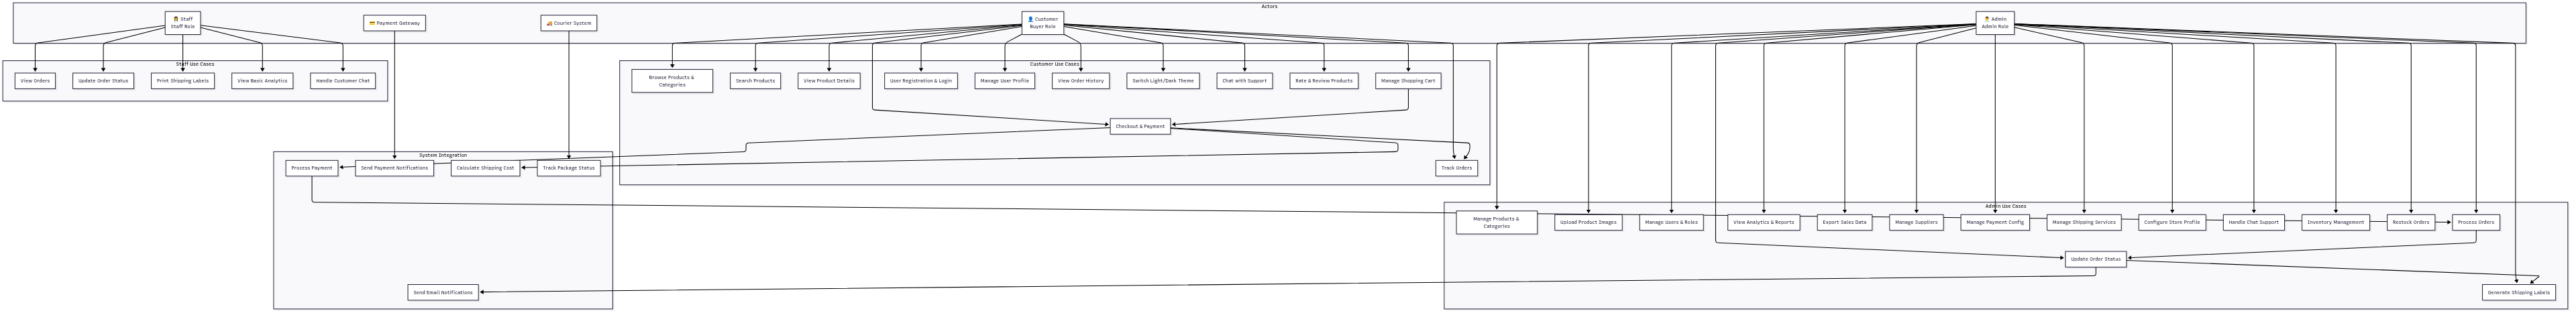 Actors
Staff
Staff Role
Payment Gateway
Courier System
Customer
Buyer Role
Admin
Admin Role
Staff Use Cases
View Orders
Update Order Status
Print Shipping Labels
View Basic Analytics
Handle Customer Chat
Customer Use Cases
Browse Products &
Categories
Search Products
View Product Details
User Registration & Login
Manage User Profile
View Order History
Switch Light/Dark Theme
Chat with Support
Rate & Review Products
Manage Shopping Cart
Checkout & Payment
Track Orders
System Integration
Process Payment
Send Payment Notifications
Calculate Shipping Cost
Track Package Status
Send Email Notifications
Admin Use Cases
Manage Products &
Categories
Upload Product Images
Manage Users & Roles
View Analytics & Reports
Export Sales Data
Manage Suppliers
Manage Payment Config
Manage Shipping Services
Configure Store Profile
Handle Chat Support
Inventory Management
Restock Orders
Process Orders
Update Order Status
Generate Shipping Labels